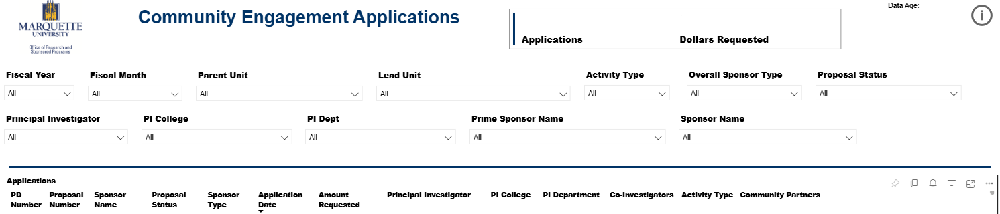 MARQUETTE
UNIVERSITY
Office of Research and
Sponsored Programs
Community Engagement Applications
Applications Dollars Requested
Data Age:
Fiscal Year Fiscal Month Parent Unit Lead Unit Activity Type Overall Sponsor Type Proposal Status
All All All All All All All
Principal Investigator PI College PI Dept Prime Sponsor Name Sponsor Name
All All All All All
Applications
PD Number Proposal Number Sponsor Name Proposal Status Sponsor Type Application Date Amount Requested Principal Investigator PI College PI Department Co-Investigators Activity Type Community Partners